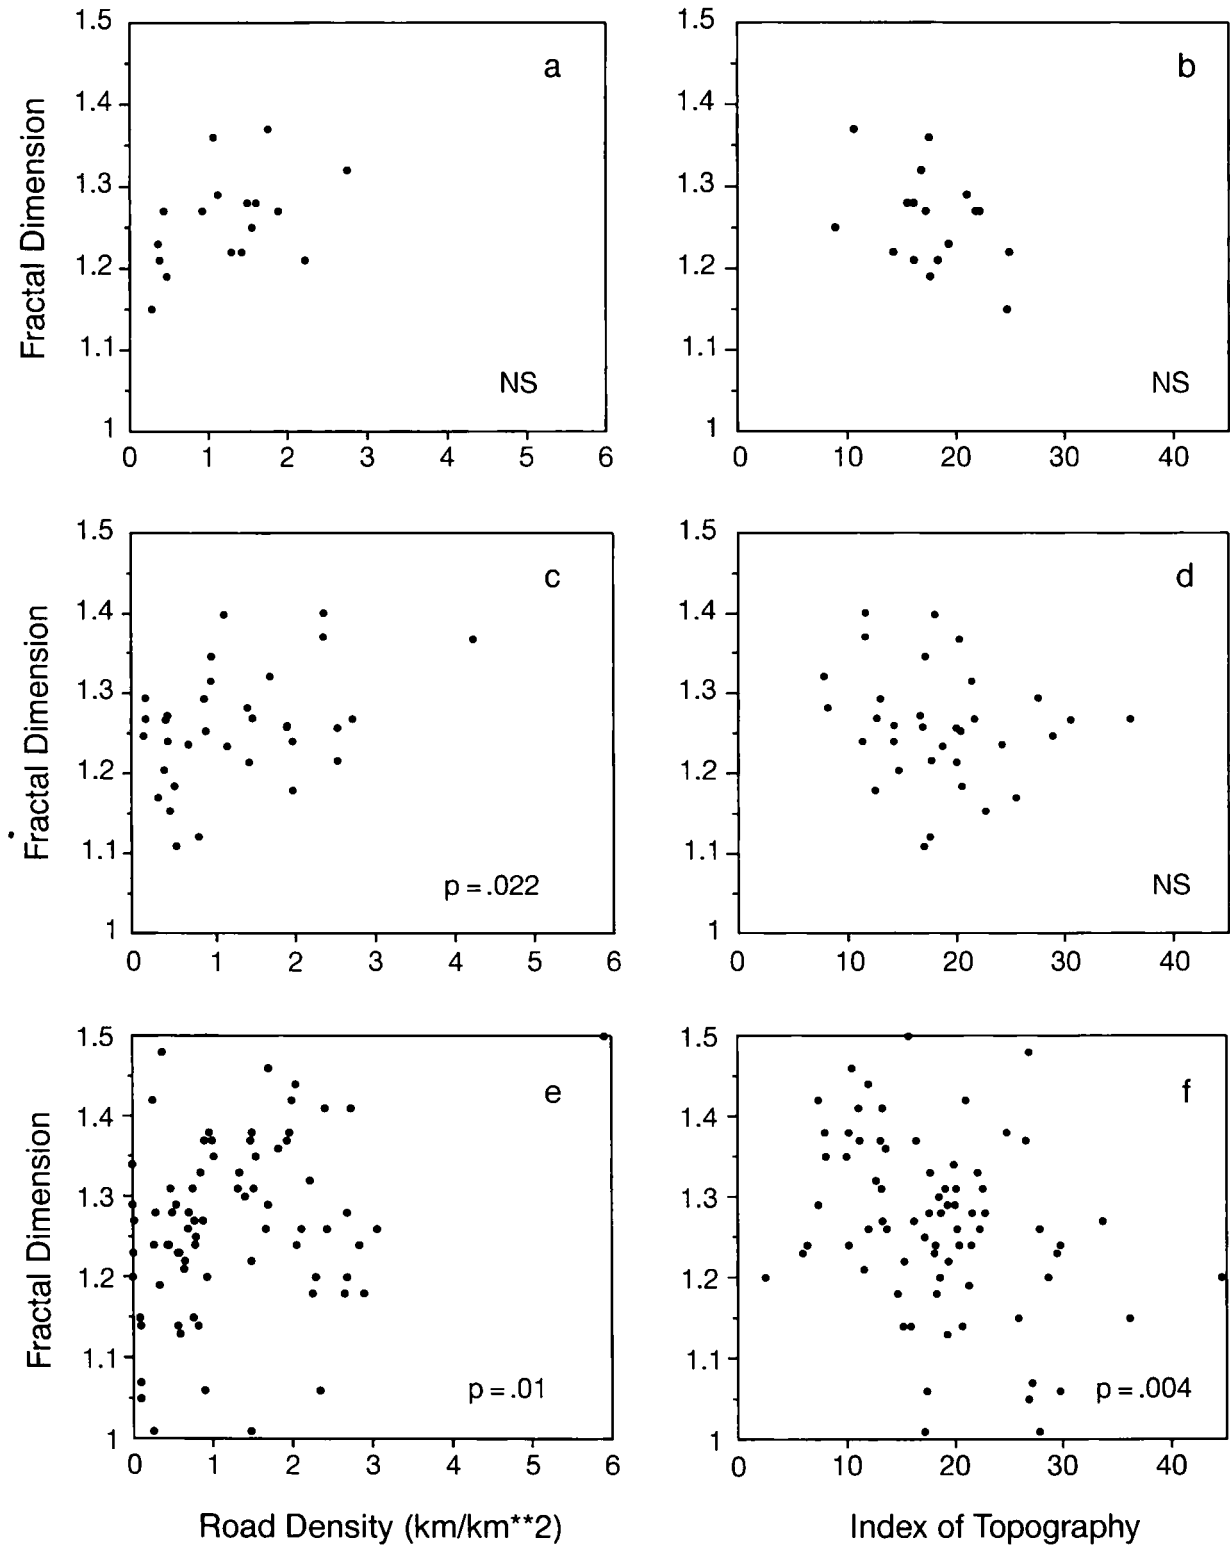 1.5
a
1.4
1.3
1.2
1.1
NS
1
0 1 2 3 4 5 6
Fractal Dimension
1.5
b
1.4
1.3
1.2
1.1
NS
1
0 10 20 30 40
1.5
c
1.4
1.3
1.2
1.1
p = .022
1
0 1 2 3 4 5 6
Fractal Dimension
1.5
d
1.4
1.3
1.2
1.1
NS
1
0 10 20 30 40
1.5
e
1.4
1.3
1.2
1.1
p = .01
1
0 1 2 3 4 5 6
Fractal Dimension
Road Density (km/km**2)
1.5
f
1.4
1.3
1.2
1.1
p = .004
1
0 10 20 30 40
Index of Topography